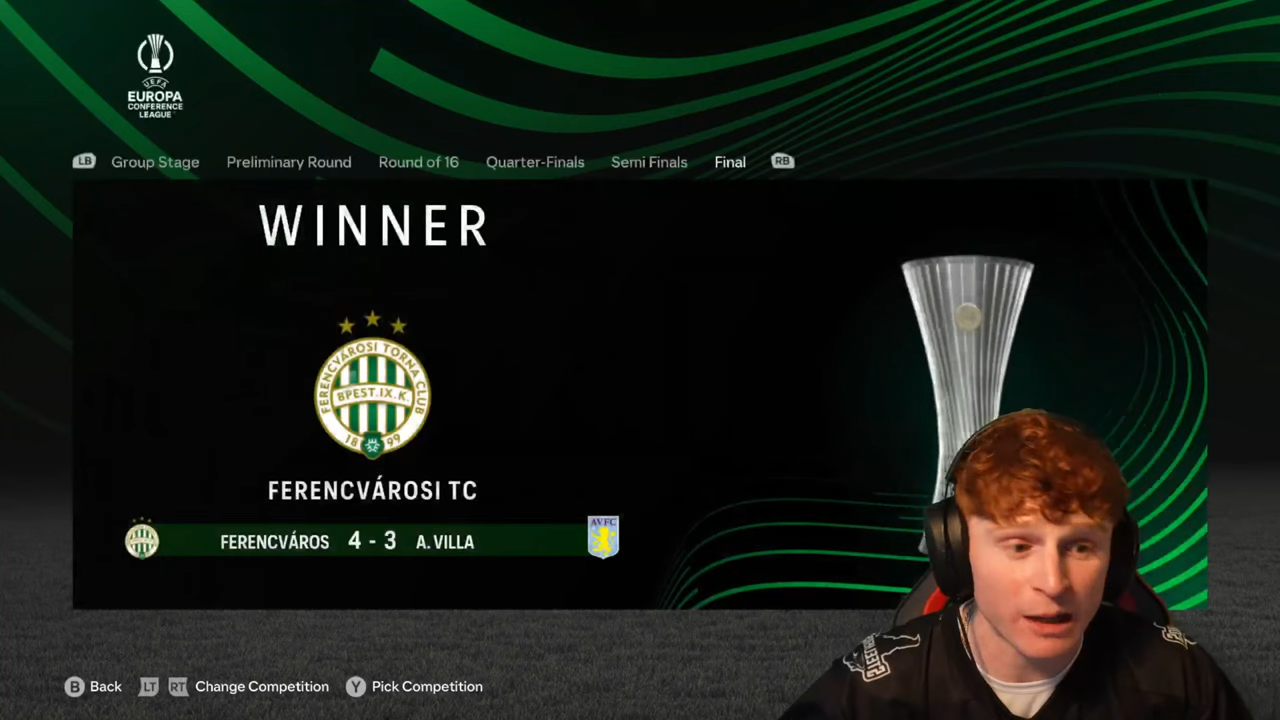 UEFA
EUROPA
CONFERENCE
LEAGUE
LB Group Stage Preliminary Round Round of 16 Quarter-Finals Semi Finals Final RB
WINNER
FERENCVÁROSI TORNA CLUB
BPEST.IX.K.
18 99
FERENCVÁROSI TC
FERENCVÁROS 4 - 3 A. VILLA
AVFC
B Back LT RT Change Competition Y Pick Competition